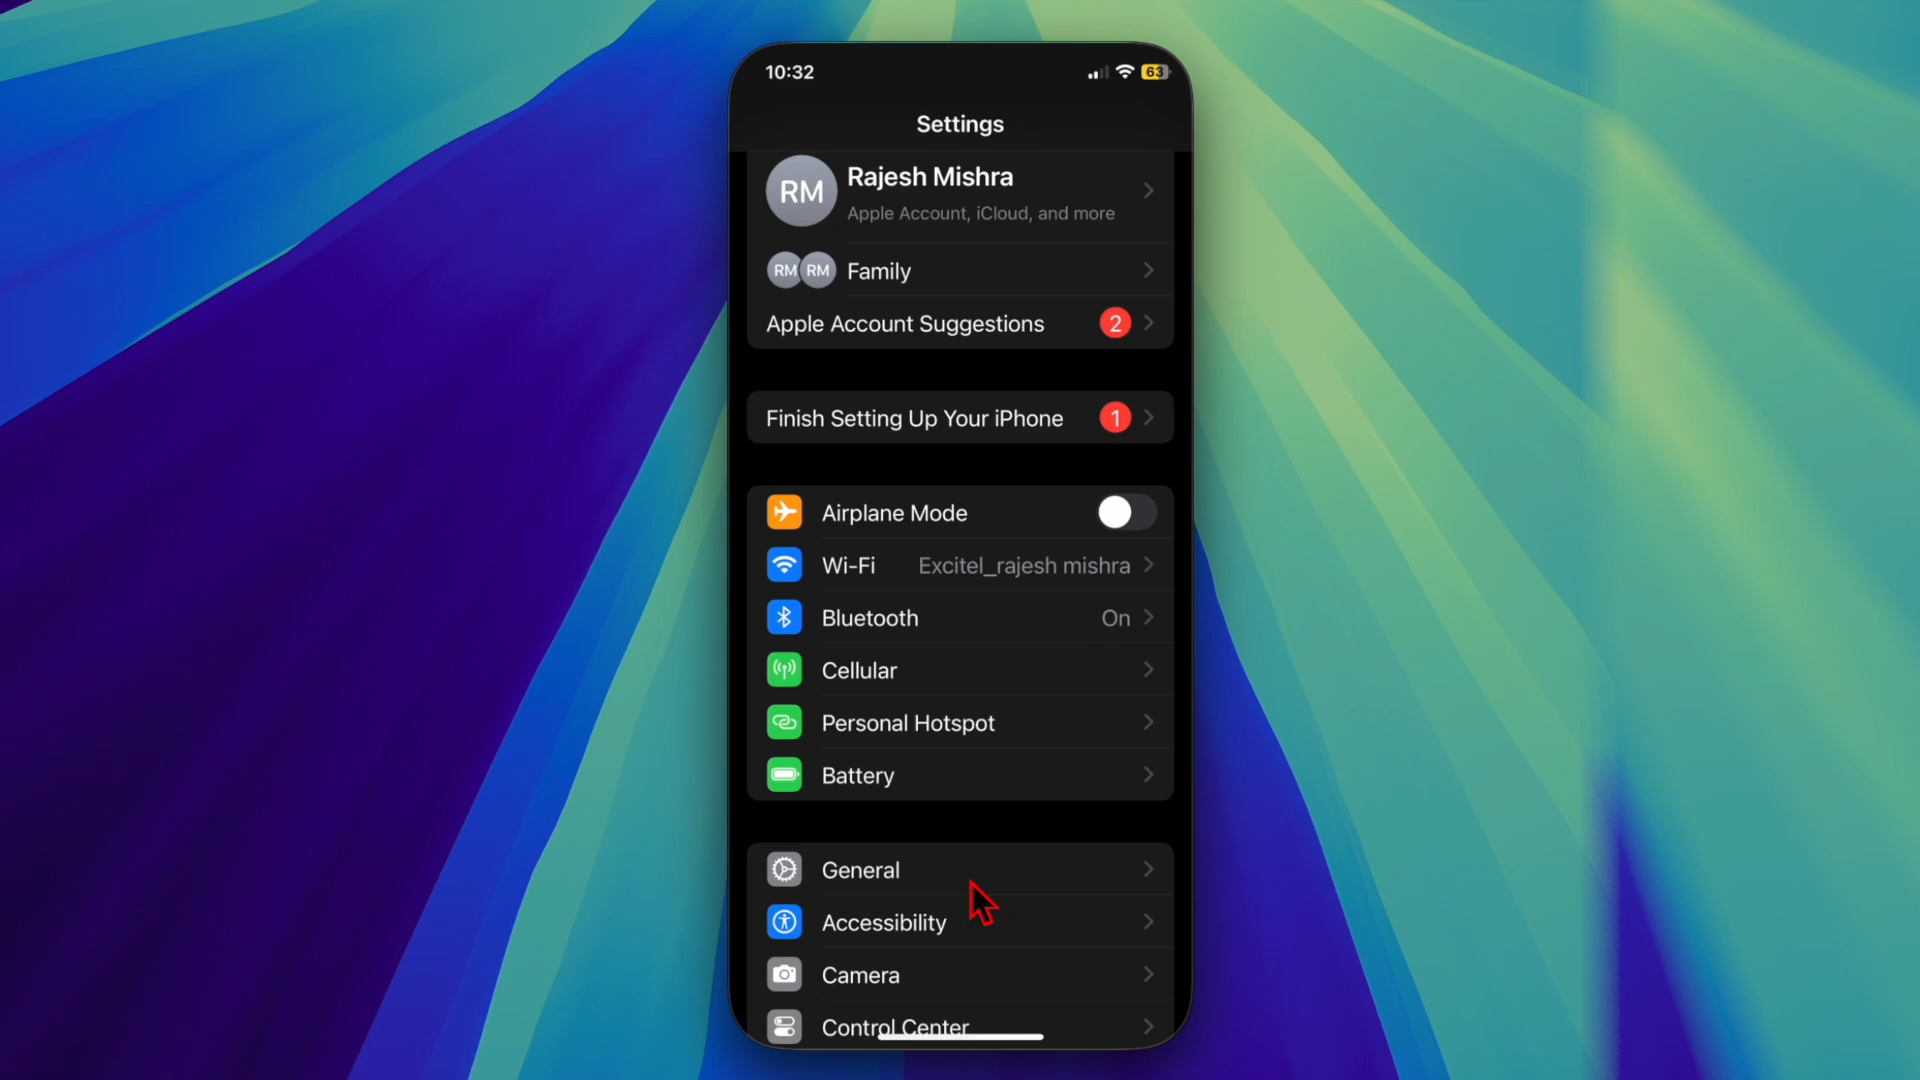 10:32
63
Settings
RM
Rajesh Mishra
Apple Account, iCloud, and more
RM RM Family
Apple Account Suggestions 2
Finish Setting Up Your iPhone 1
Airplane Mode
Wi-Fi Excitel_rajesh mishra
Bluetooth On
Cellular
Personal Hotspot
Battery
General
Accessibility
Camera
Control Center